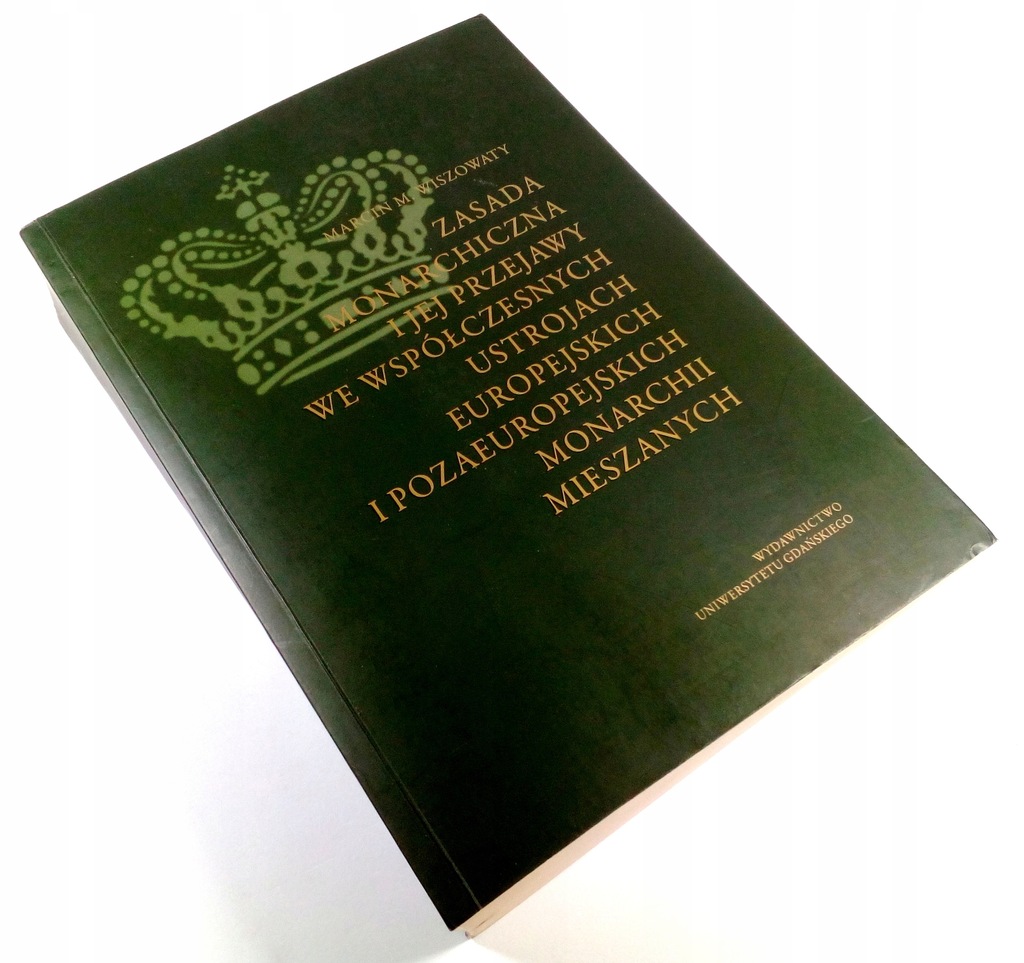 MARCIN M. WISZOWATY
ZASADA
MONARCHICZNA
I JEJ PRZEJAWY
WE WSPÓŁCZESNYCH
USTROJACH
EUROPEJSKICH
I POZAEUROPEJSKICH
MONARCHII
MIESZANYCH
WYDAWNICTWO
UNIWERSYTETU GDAŃSKIEGO